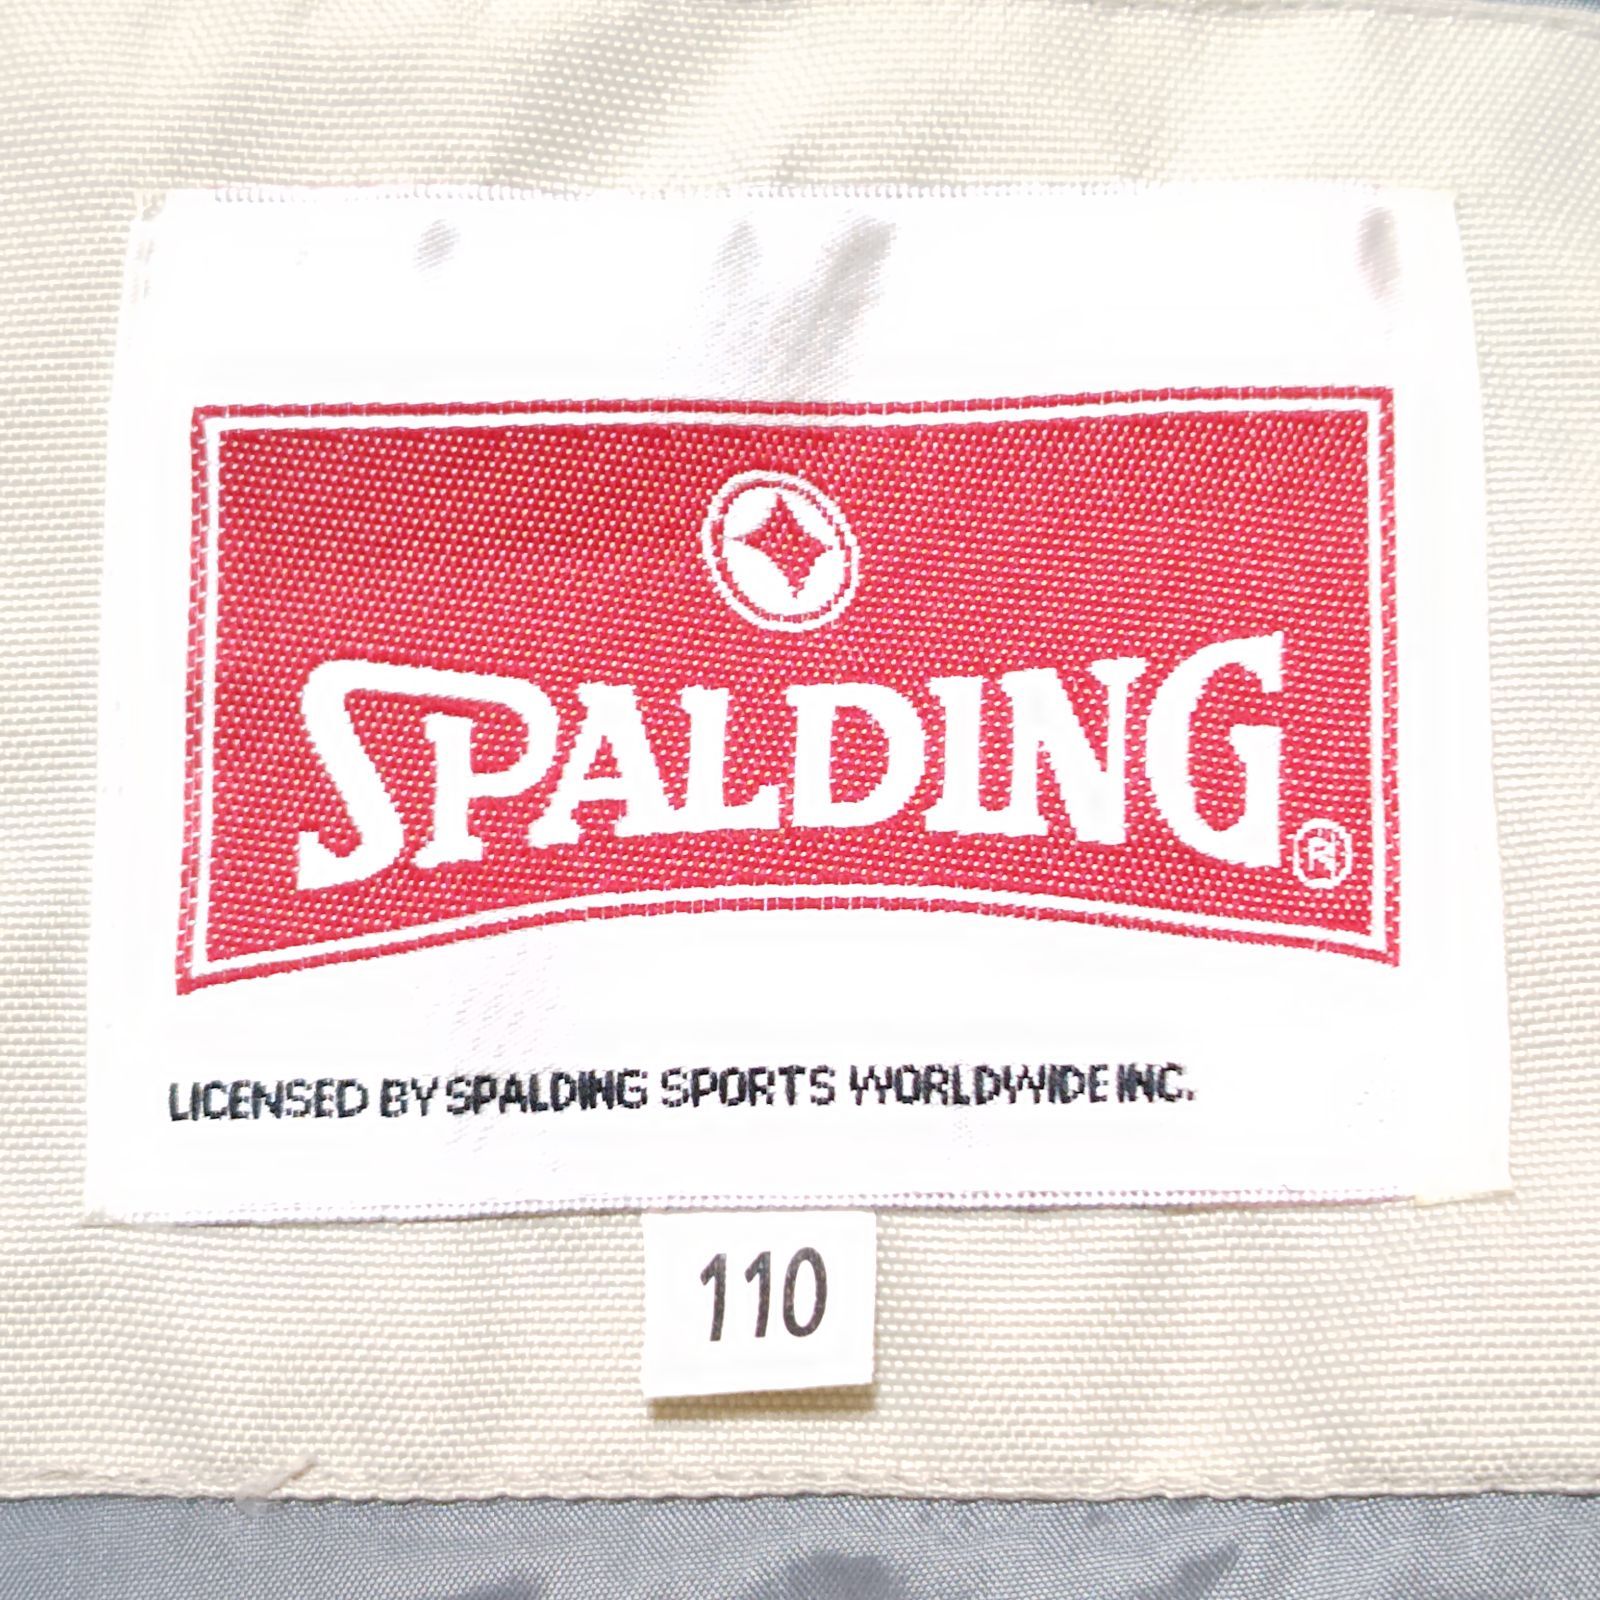 SPALDING®
LICENSED BY SPALDING SPORTS WORLDWIDE INC.
110